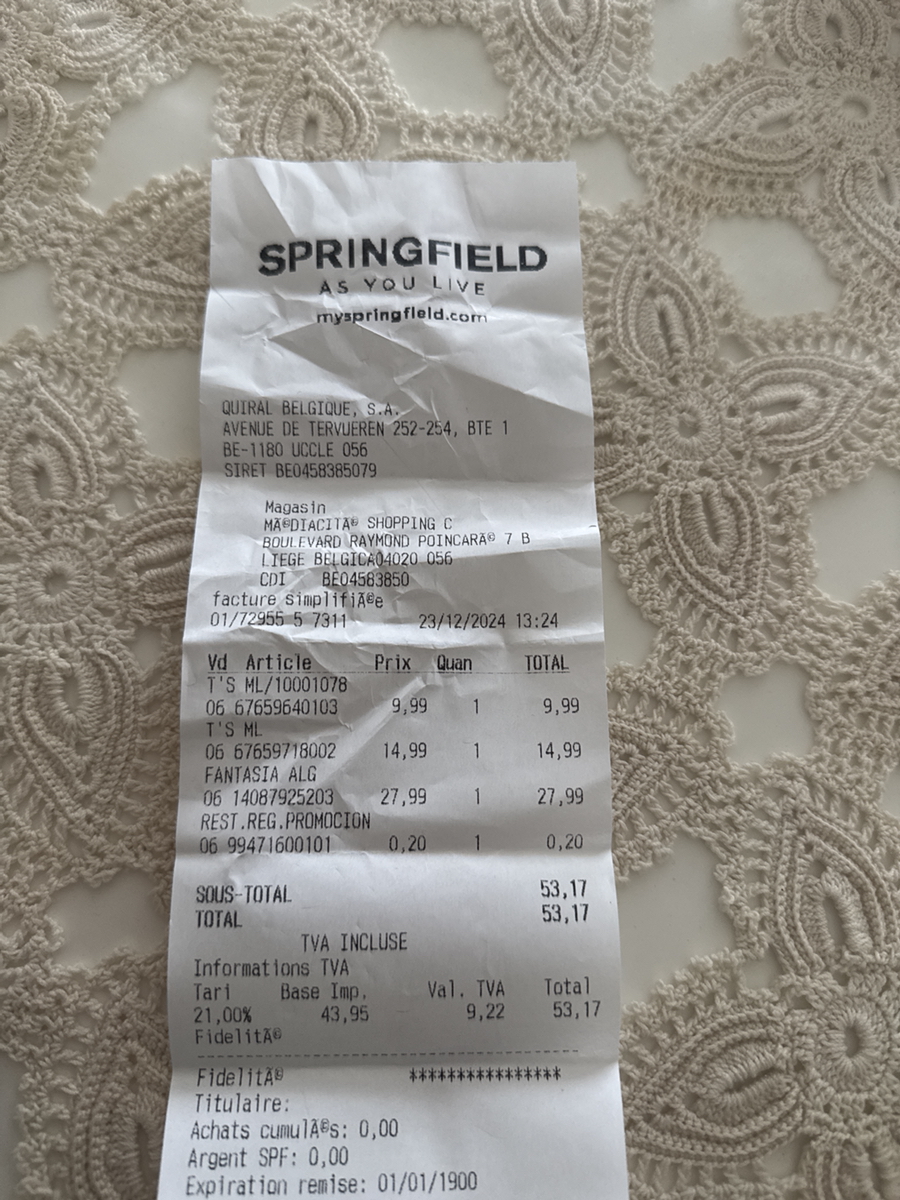 SPRINGFIELD
AS YOU LIVE
myspringfield.com
QUIRAL BELGIQUE, S.A.
AVENUE DE TERVUEREN 252-254, BTE 1
BE-1180 UCCLE 056
SIRET BE0458385079
Magasin
MÃ©DIACITÃ© SHOPPING C
BOULEVARD RAYMOND POINCARÃ© 7 B
LIEGE BELGICA04020 056
CDI BE04583850
facture simplifiÃ©e
01/72955 5 7311 23/12/2024 13:24
Vd Article Prix Quan TOTAL
T'S ML/10001078
06 67659640103 9,99 1 9,99
T'S ML
06 67659718002 14,99 1 14,99
FANTASIA ALG
06 14087925203 27,99 1 27,99
REST.REG.PROMOCION
06 99471600101 0,20 1 0,20
SOUS-TOTAL 53,17
TOTAL 53,17
TVA INCLUSE
Informations TVA
Tari Base Imp. Val. TVA Total
21,00% 43,95 9,22 53,17
FidelitÃ©
--------------------------------------
FidelitÃ© ****************
Titulaire:
Achats cumulÃ©s: 0,00
Argent SPF: 0,00
Expiration remise: 01/01/1900